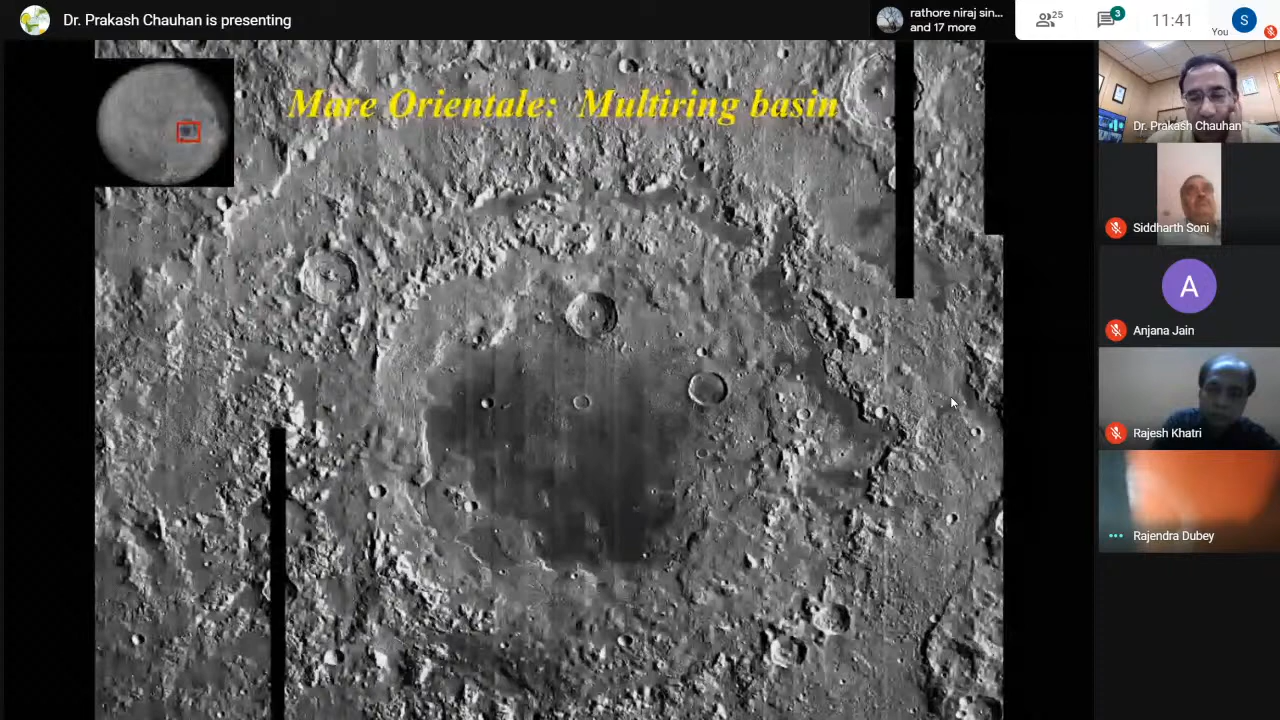 Dr. Prakash Chauhan is presenting
rathore niraj sin...
and 17 more
25
3
11:41
You
S
Mare Orientale: Multiring basin
Dr. Prakash Chauhan
Siddharth Soni
A
Anjana Jain
Rajesh Khatri
Rajendra Dubey